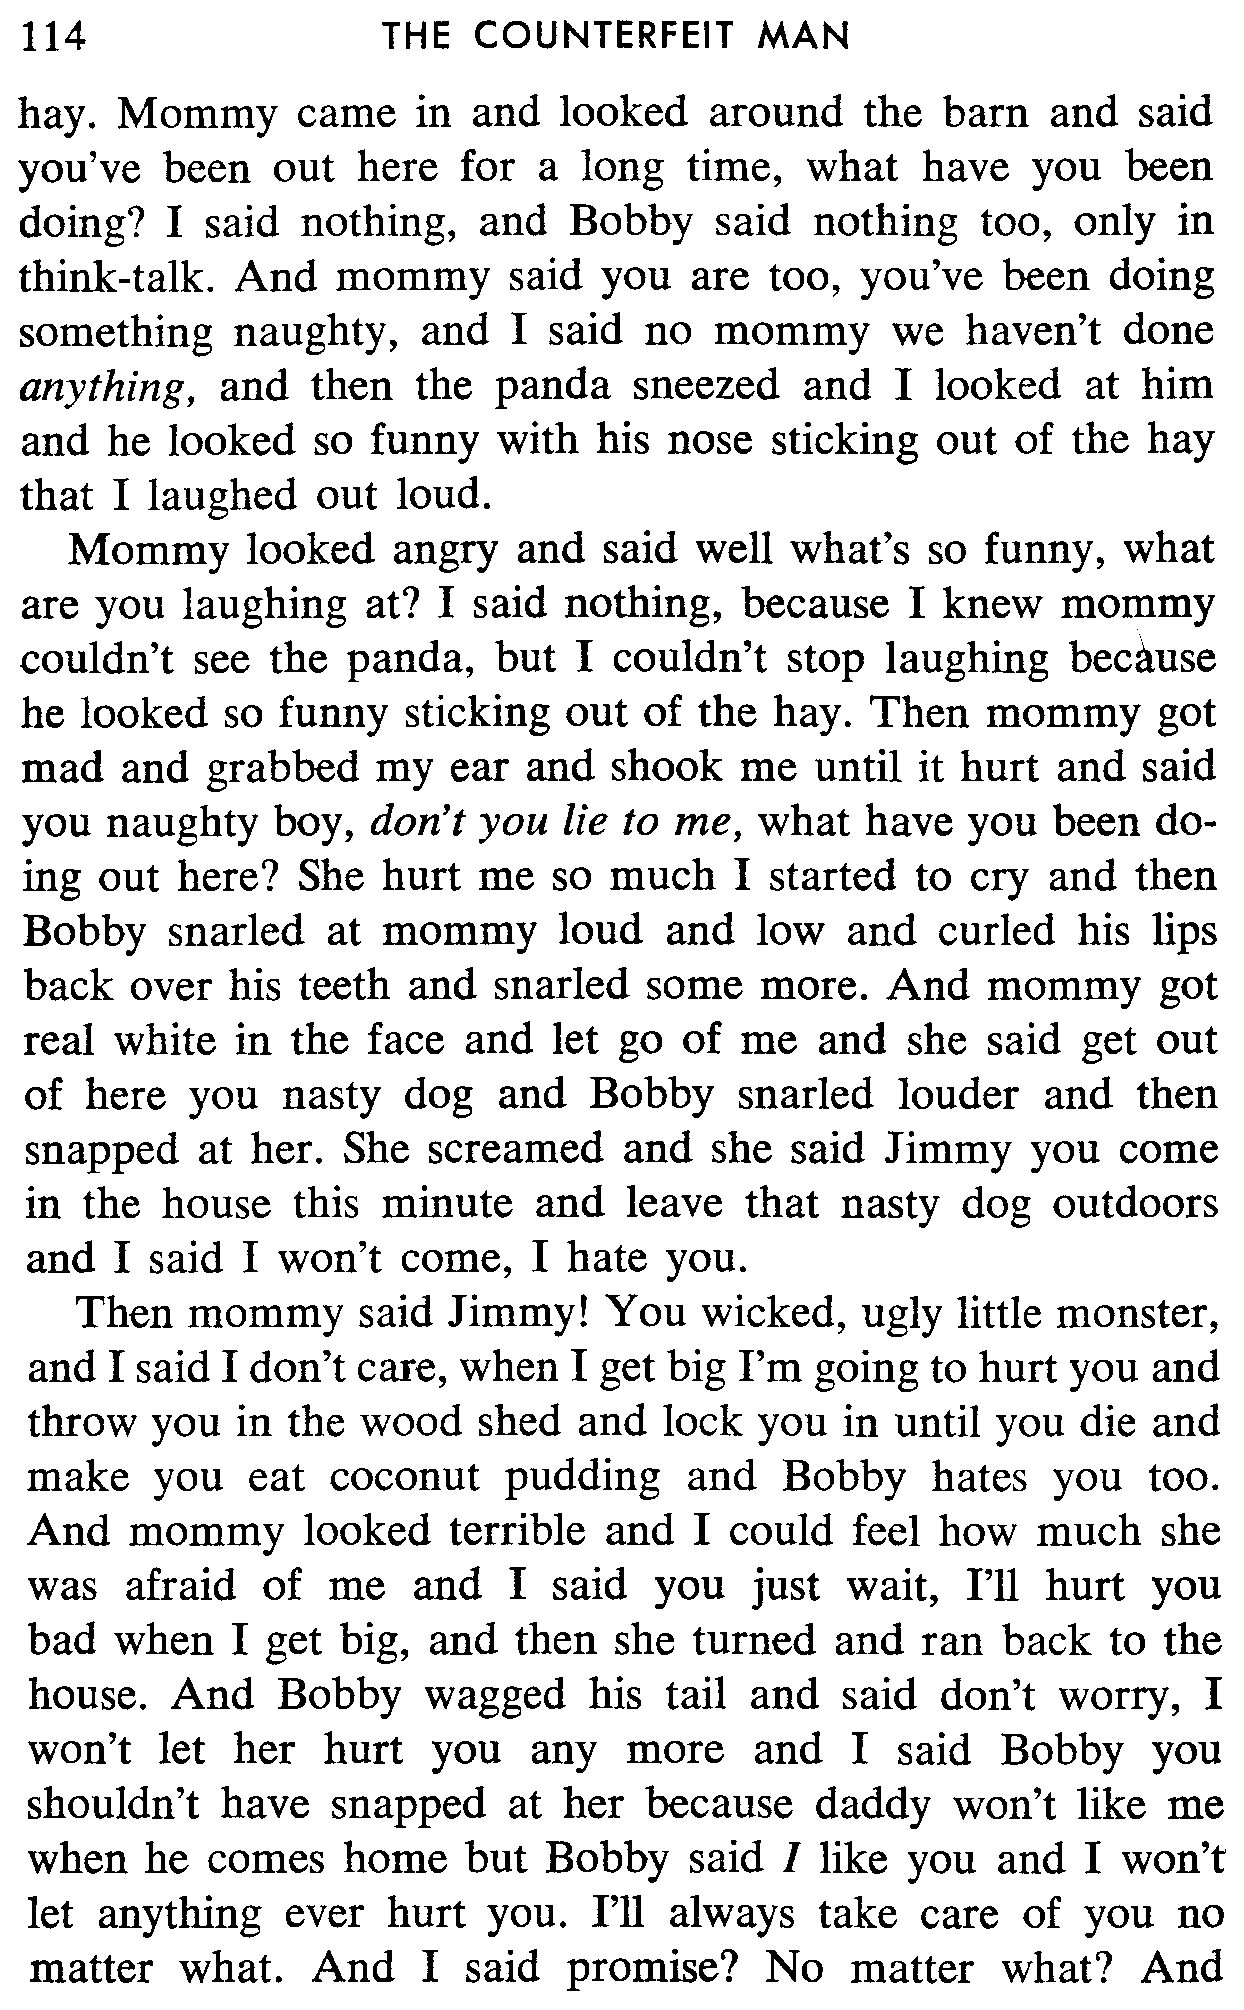 114 THE COUNTERFEIT MAN
hay. Mommy came in and looked around the barn and said
you've been out here for a long time, what have you been
doing? I said nothing, and Bobby said nothing too, only in
think-talk. And mommy said you are too, you've been doing
something naughty, and I said no mommy we haven't done
anything, and then the panda sneezed and I looked at him
and he looked so funny with his nose sticking out of the hay
that I laughed out loud.
Mommy looked angry and said well what's so funny, what
are you laughing at? I said nothing, because I knew mommy
couldn't see the panda, but I couldn't stop laughing because
he looked so funny sticking out of the hay. Then mommy got
mad and grabbed my ear and shook me until it hurt and said
you naughty boy, don't you lie to me, what have you been do-
ing out here? She hurt me so much I started to cry and then
Bobby snarled at mommy loud and low and curled his lips
back over his teeth and snarled some more. And mommy got
real white in the face and let go of me and she said get out
of here you nasty dog and Bobby snarled louder and then
snapped at her. She screamed and she said Jimmy you come
in the house this minute and leave that nasty dog outdoors
and I said I won't come, I hate you.
Then mommy said Jimmy! You wicked, ugly little monster,
and I said I don't care, when I get big I'm going to hurt you and
throw you in the wood shed and lock you in until you die and
make you eat coconut pudding and Bobby hates you too.
And mommy looked terrible and I could feel how much she
was afraid of me and I said you just wait, I'll hurt you
bad when I get big, and then she turned and ran back to the
house. And Bobby wagged his tail and said don't worry, I
won't let her hurt you any more and I said Bobby you
shouldn't have snapped at her because daddy won't like me
when he comes home but Bobby said I like you and I won't
let anything ever hurt you. I'll always take care of you no
matter what. And I said promise? No matter what? And